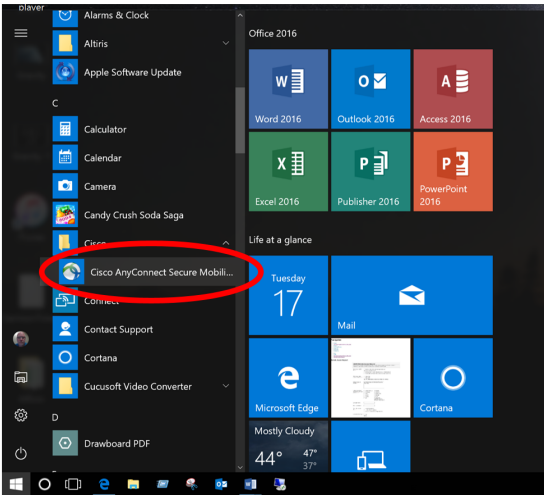 player
Alarms & Clock
Altiris
Apple Software Update
C
Calculator
Calendar
Camera
Candy Crush Soda Saga
Cisco
Cisco AnyConnect Secure Mobili...
Connect
Contact Support
Cortana
Cucusoft Video Converter
D
Drawboard PDF
Office 2016
Word 2016
Outlook 2016
Access 2016
Excel 2016
Publisher 2016
PowerPoint
2016
Life at a glance
Tuesday
17
Mail
Microsoft Edge
Cortana
Mostly Cloudy
44°
47°
37°